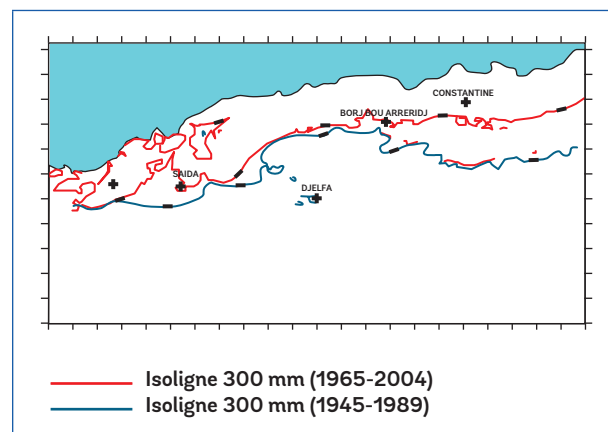 CONSTANTINE
BORJ BOU ARRERIDJ
SAIDA
DJELFA
Isoligne 300 mm (1965-2004)
Isoligne 300 mm (1945-1989)